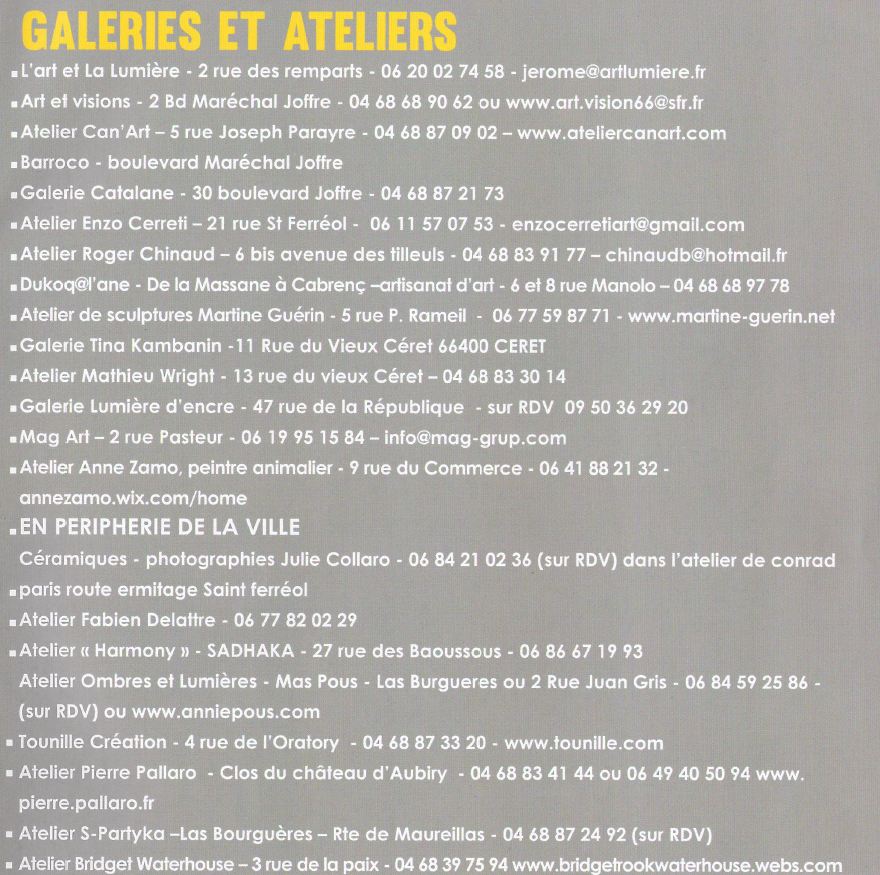 GALERIES ET ATELIERS
▪L'art et La Lumière - 2 rue des remparts - 06 20 02 74 58 - jerome@artlumiere.fr
▪Art et visions - 2 Bd Maréchal Joffre - 04 68 68 90 62 ou www.art.vision66@sfr.fr
▪Atelier Can'Art – 5 rue Joseph Parayre - 04 68 87 09 02 – www.ateliercanart.com
▪Barroco - boulevard Maréchal Joffre
▪Galerie Catalane - 30 boulevard Joffre - 04 68 87 21 73
▪Atelier Enzo Cerreti – 21 rue St Ferréol - 06 11 57 07 53 - enzocerretiart@gmail.com
▪Atelier Roger Chinaud – 6 bis avenue des tilleuls - 04 68 83 91 77 – chinaudb@hotmail.fr
▪Dukoq@l'ane - De la Massane à Cabrenç –artisanat d'art - 6 et 8 rue Manolo – 04 68 68 97 78
▪Atelier de sculptures Martine Guérin - 5 rue P. Rameil - 06 77 59 87 71 - www.martine-guerin.net
▪Galerie Tina Kambanin -11 Rue du Vieux Céret 66400 CERET
▪Atelier Mathieu Wright - 13 rue du vieux Céret – 04 68 83 30 14
▪Galerie Lumière d'encre - 47 rue de la République - sur RDV 09 50 36 29 20
▪Mag Art – 2 rue Pasteur - 06 19 95 15 84 – info@mag-grup.com
▪Atelier Anne Zamo, peintre animalier - 9 rue du Commerce - 06 41 88 21 32 -
annezamo.wix.com/home
▪EN PERIPHERIE DE LA VILLE
Céramiques - photographies Julie Collaro - 06 84 21 02 36 (sur RDV) dans l'atelier de conrad
▪paris route ermitage Saint ferréol
▪Atelier Fabien Delattre - 06 77 82 02 29
▪Atelier « Harmony » - SADHAKA - 27 rue des Baoussous - 06 86 67 19 93
Atelier Ombres et Lumières - Mas Pous - Las Burgueres ou 2 Rue Juan Gris - 06 84 59 25 86 -
(sur RDV) ou www.anniepous.com
▪ Tounille Création - 4 rue de l'Oratory - 04 68 87 33 20 - www.tounille.com
▪ Atelier Pierre Pallaro - Clos du château d'Aubiry - 04 68 83 41 44 ou 06 49 40 50 94 www.
pierre.pallaro.fr
▪ Atelier S-Partyka –Las Bourguères – Rte de Maureillas - 04 68 87 24 92 (sur RDV)
▪ Atelier Bridget Waterhouse – 3 rue de la paix - 04 68 39 75 94 www.bridgetrookwaterhouse.webs.com